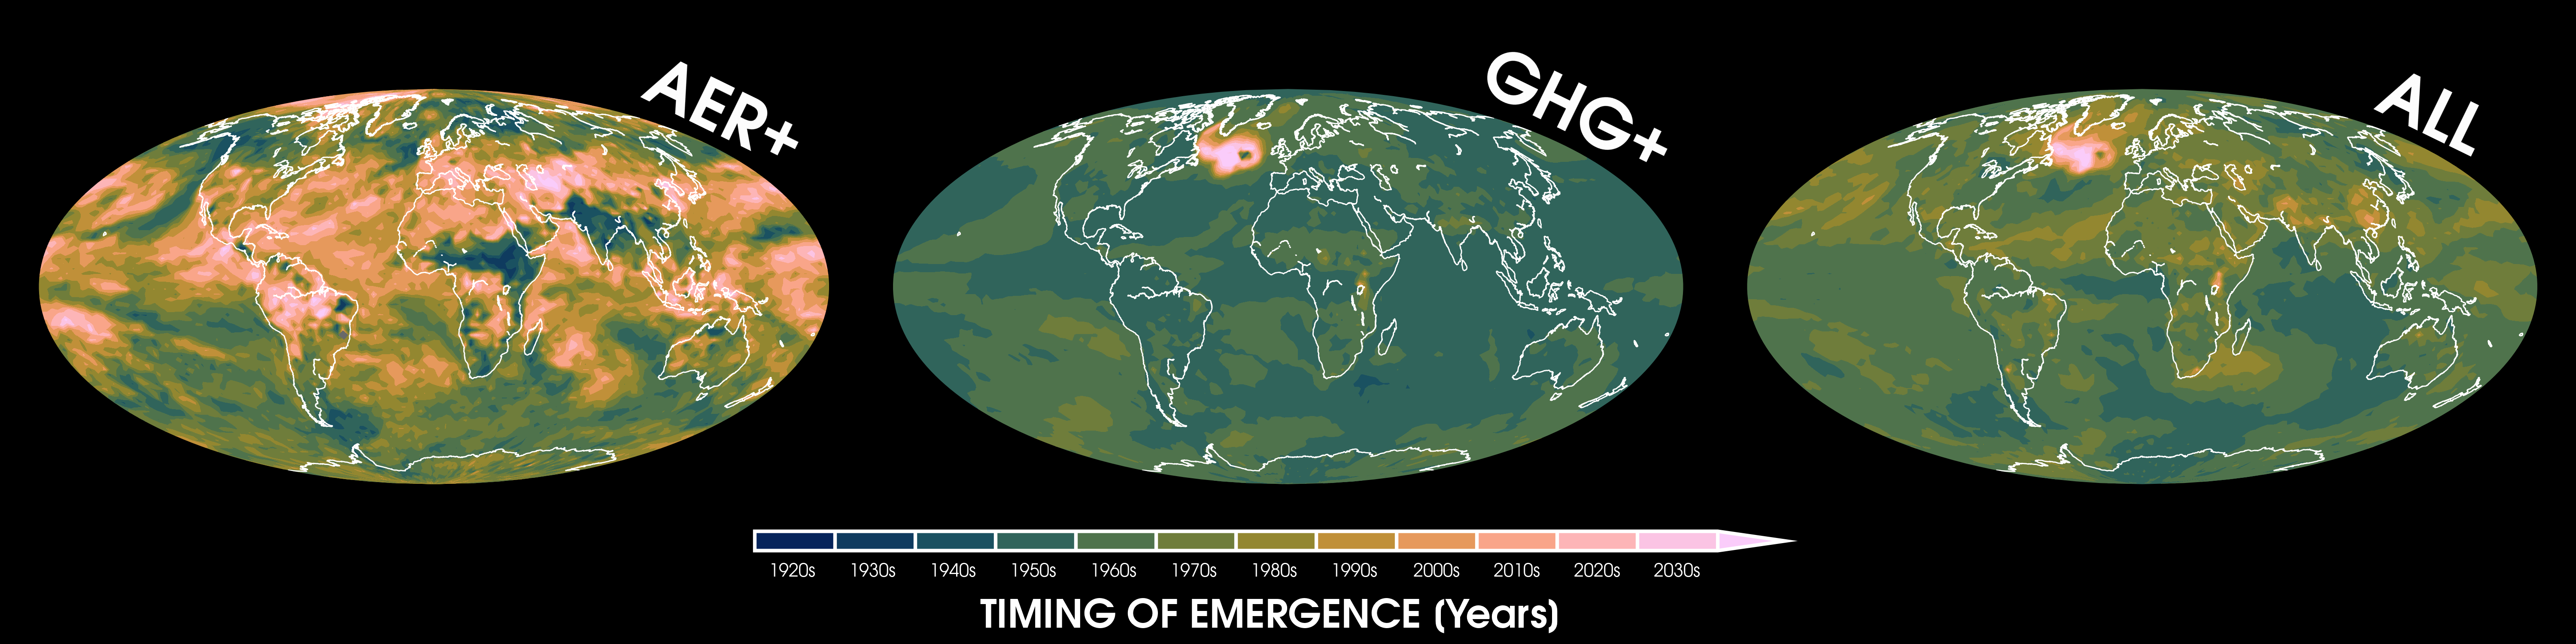 AER+
GHG+
ALL
1920s 1930s 1940s 1950s 1960s 1970s 1980s 1990s 2000s 2010s 2020s 2030s
TIMING OF EMERGENCE (Years)